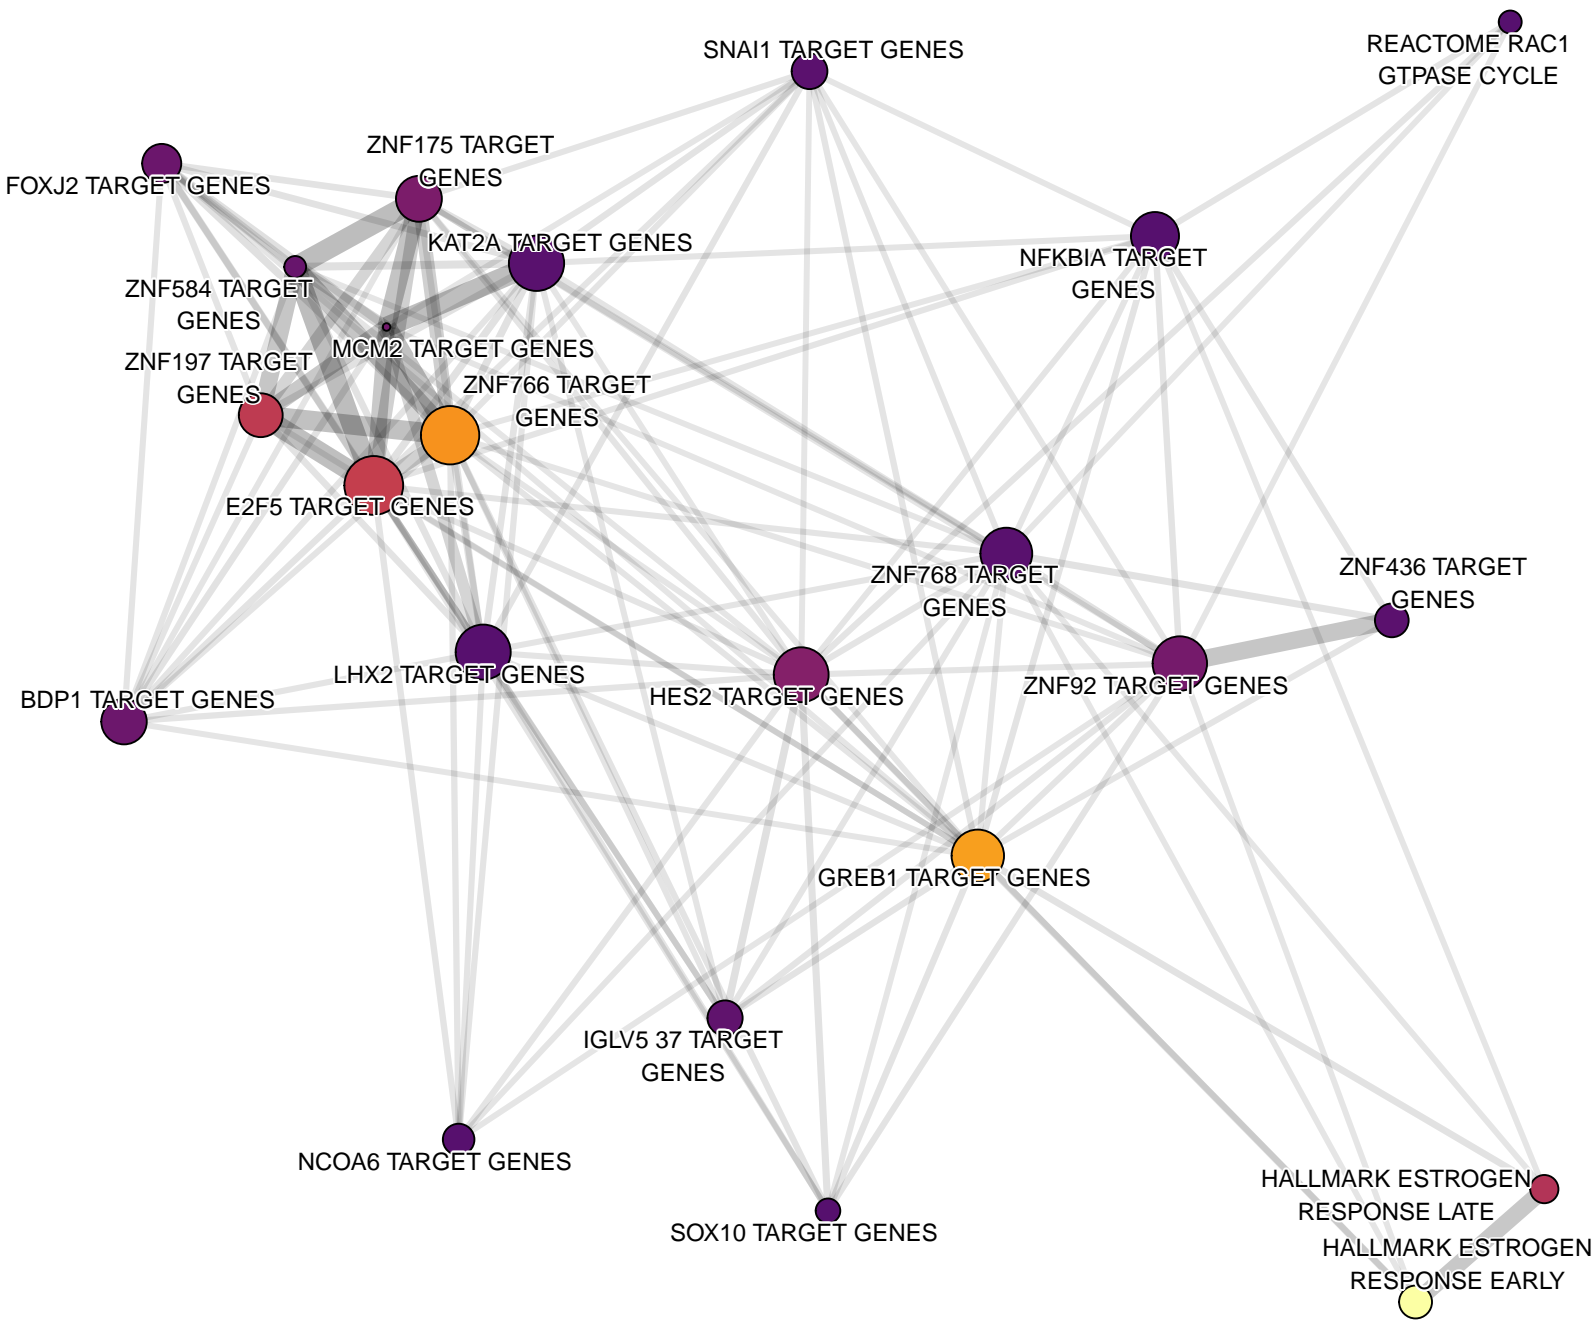 REACTOME RAC1
GTPASE CYCLE
SNAI1 TARGET GENES
ZNF175 TARGET
GENES
FOXJ2 TARGET GENES
KAT2A TARGET GENES
NFKBIA TARGET
GENES
ZNF584 TARGET
GENES
MCM2 TARGET GENES
ZNF197 TARGET
GENES
ZNF766 TARGET
GENES
E2F5 TARGET GENES
ZNF768 TARGET
GENES
ZNF436 TARGET
GENES
LHX2 TARGET GENES
HES2 TARGET GENES
ZNF92 TARGET GENES
BDP1 TARGET GENES
GREB1 TARGET GENES
IGLV5 37 TARGET
GENES
NCOA6 TARGET GENES
HALLMARK ESTROGEN
RESPONSE LATE
SOX10 TARGET GENES
HALLMARK ESTROGEN
RESPONSE EARLY